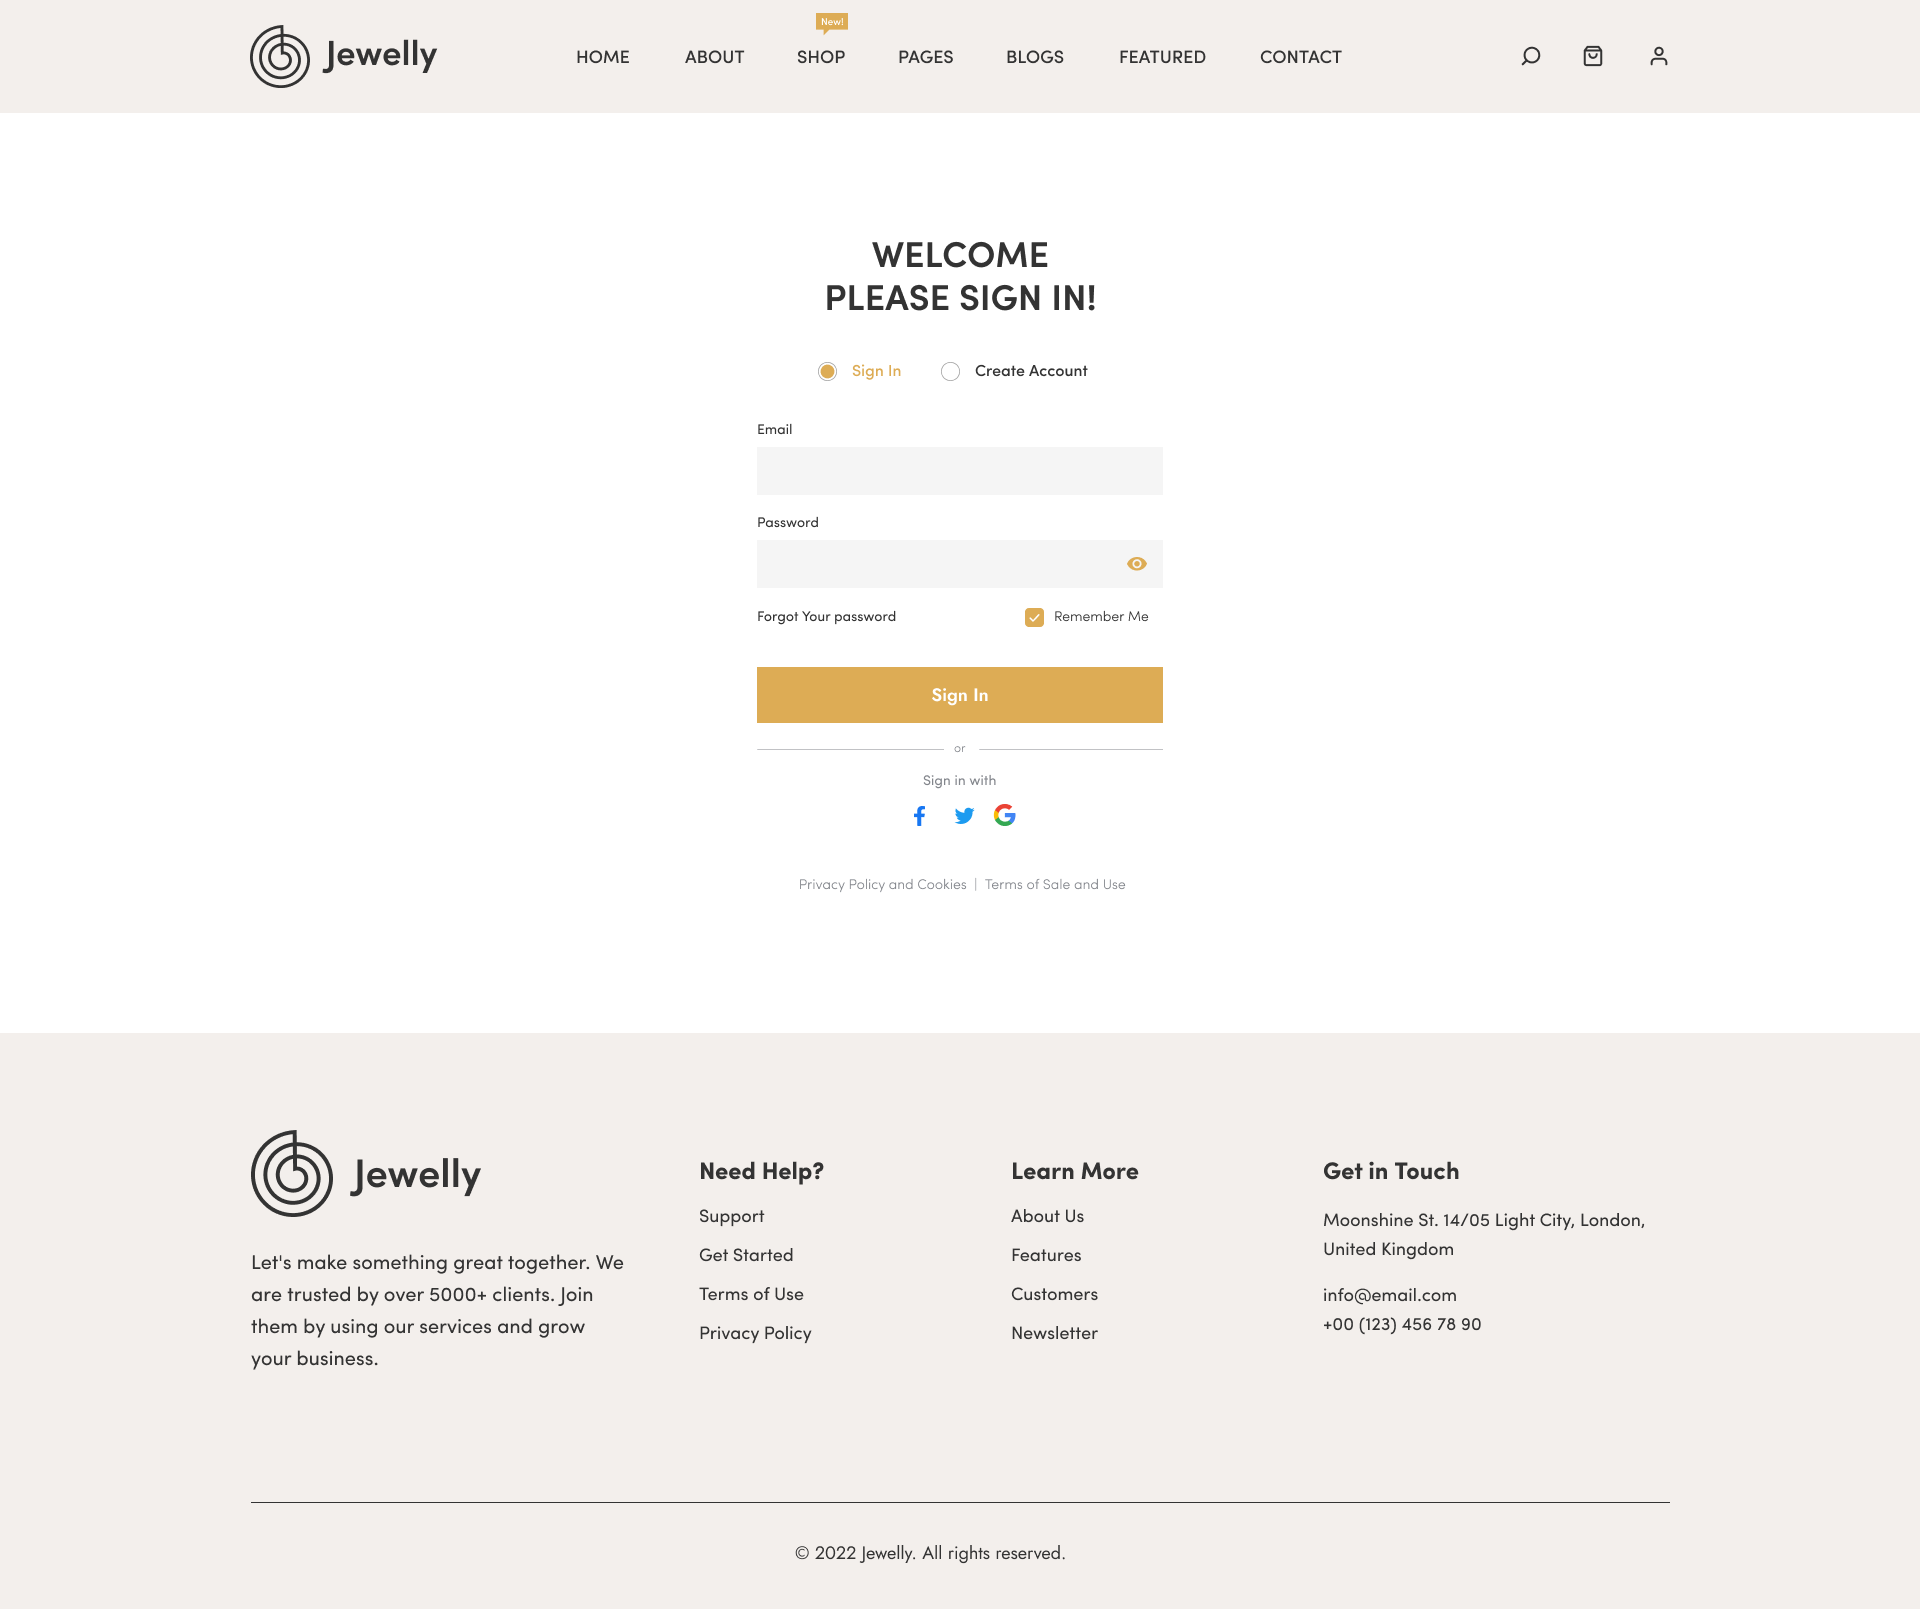 Jewelly
HOME
ABOUT
New!
SHOP
PAGES
BLOGS
FEATURED
CONTACT
WELCOME
PLEASE SIGN IN!
Sign In
Create Account
Email
Password
Forgot Your password
Remember Me
Sign In
or
Sign in with
Privacy Policy and Cookies | Terms of Sale and Use
Jewelly
Let's make something great together. We
are trusted by over 5000+ clients. Join
them by using our services and grow
your business.
Need Help?
Support
Get Started
Terms of Use
Privacy Policy
Learn More
About Us
Features
Customers
Newsletter
Get in Touch
Moonshine St. 14/05 Light City, London,
United Kingdom
info@email.com
+00 (123) 456 78 90
© 2022 Jewelly. All rights reserved.